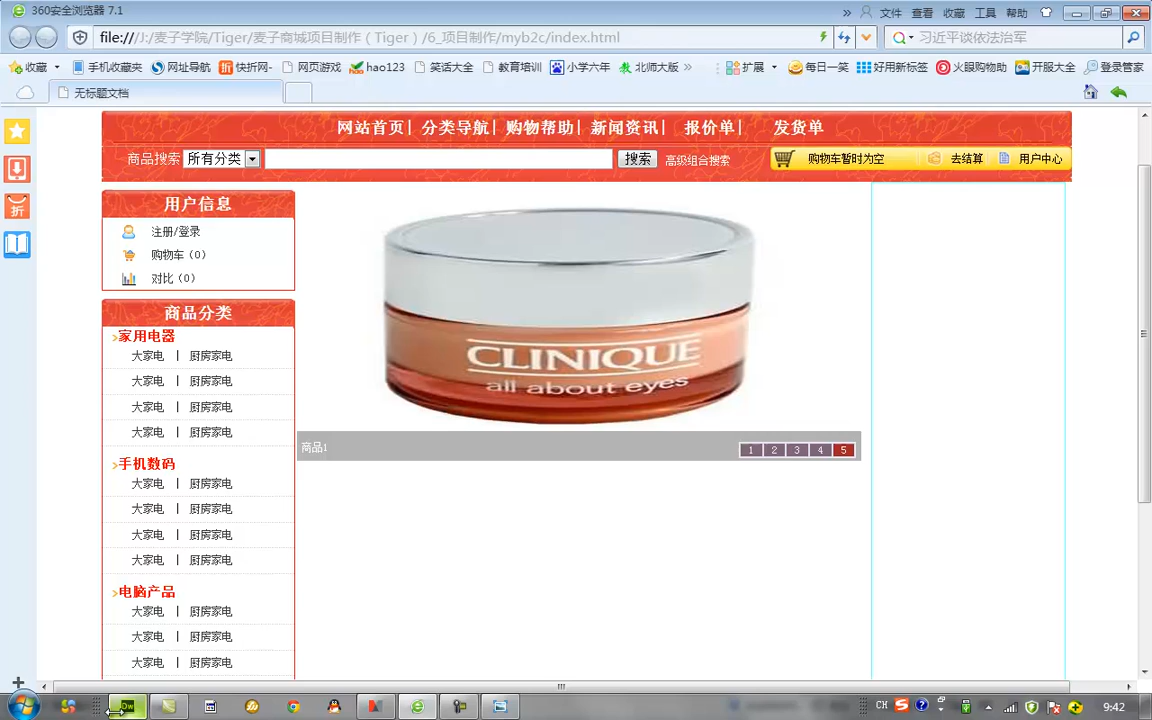 360安全浏览器 7.1
» 文件 查看 收藏 工具 帮助
file:///J:/麦子学院/Tiger/麦子商城项目制作（Tiger）/6_项目制作/myb2c/index.html
习近平谈依法治军
收藏 手机收藏夹 网址导航 快折网- 网页游戏 hao123 笑话大全 教育培训 小学六年 北师大版 » 扩展 每日一笑 好用新标签 火眼购物助 开服大全 登录管家
无标题文档
网站首页| 分类导航| 购物帮助| 新闻资讯| 报价单| 发货单
商品搜索 所有分类 搜索 高级组合搜索 购物车暂时为空 去结算 用户中心
折
用户信息
注册/登录
购物车（0）
对比（0）
商品分类
>家用电器
大家电 | 厨房家电
大家电 | 厨房家电
大家电 | 厨房家电
大家电 | 厨房家电
>手机数码
大家电 | 厨房家电
大家电 | 厨房家电
大家电 | 厨房家电
大家电 | 厨房家电
>电脑产品
大家电 | 厨房家电
大家电 | 厨房家电
大家电 | 厨房家电
CLINIQUE
all about eyes
商品1 1 2 3 4 5
Dw CH 9:42